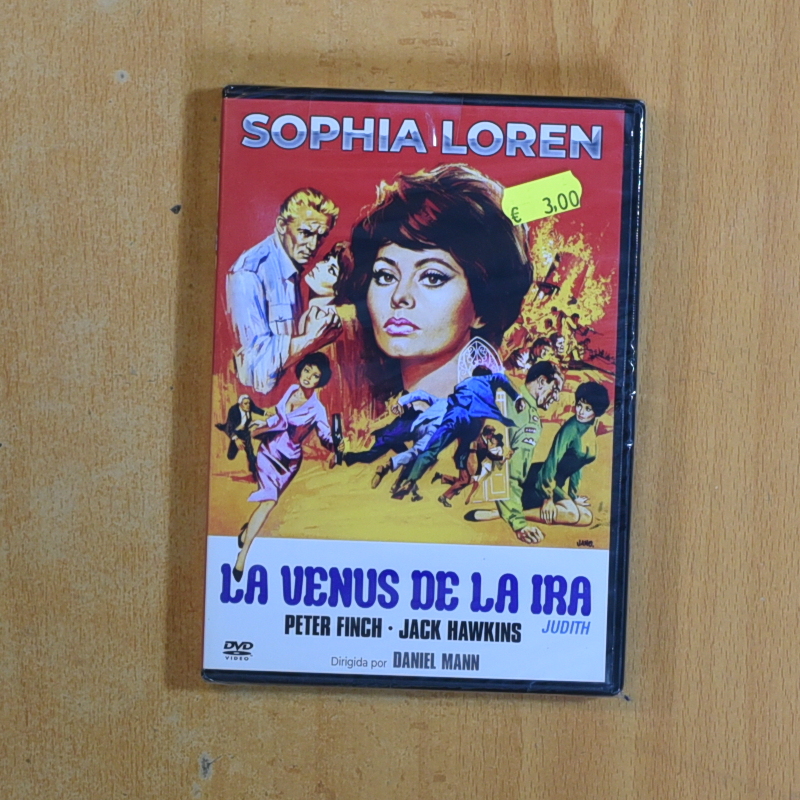 SOPHIA LOREN
€ 3,00
LA VENUS DE LA IRA
PETER FINCH · JACK HAWKINS
JUDITH
DVD
VIDEO
Dirigida por DANIEL MANN